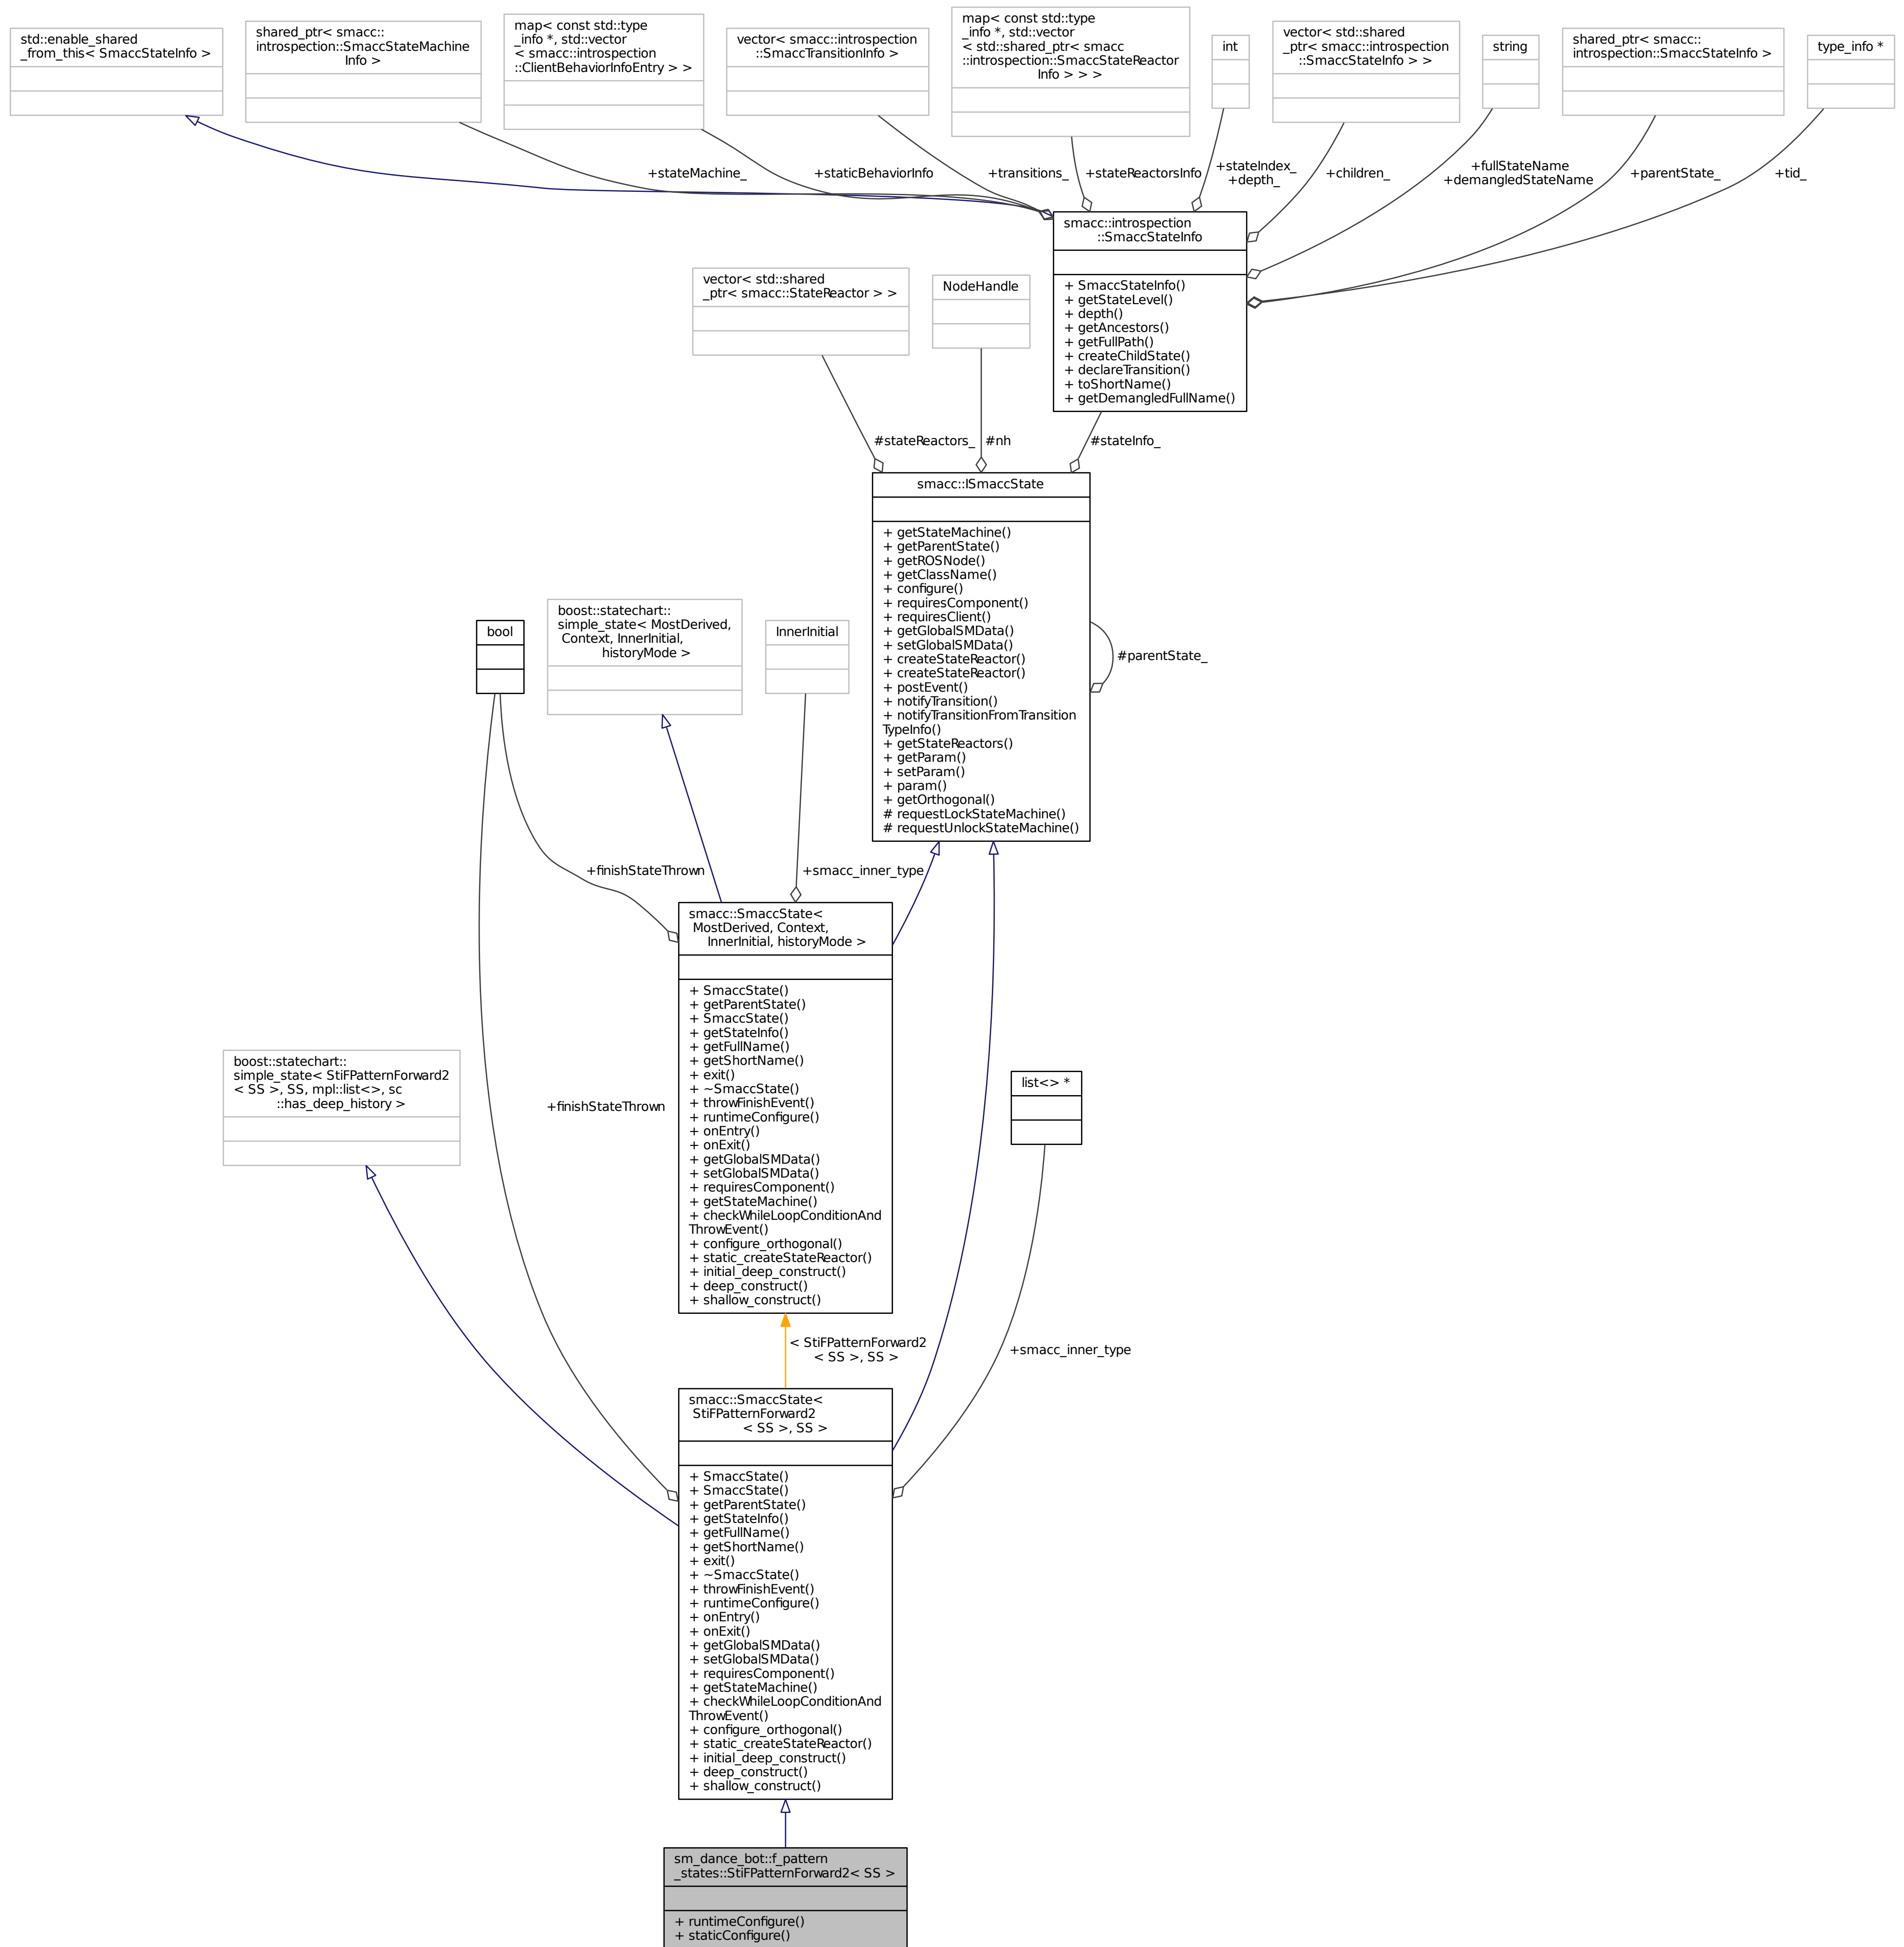 std::enable_shared
_from_this< SmaccStateInfo >
shared_ptr< smacc::
introspection::SmaccStateMachine
Info >
map< const std::type
_info *, std::vector
< smacc::introspection
::ClientBehaviorInfoEntry > >
vector< smacc::introspection
::SmaccTransitionInfo >
map< const std::type
_info *, std::vector
< std::shared_ptr< smacc
::introspection::SmaccStateReactor
Info > > >
int
vector< std::shared
_ptr< smacc::introspection
::SmaccStateInfo > >
string
shared_ptr< smacc::
introspection::SmaccStateInfo >
type_info *
+stateMachine_
+staticBehaviorInfo
+transitions_
+stateReactorsInfo
+stateIndex_
+depth_
+children_
+fullStateName
+demangledStateName
+parentState_
+tid_
smacc::introspection
::SmaccStateInfo
+ SmaccStateInfo()
+ getStateLevel()
+ depth()
+ getAncestors()
+ getFullPath()
+ createChildState()
+ declareTransition()
+ toShortName()
+ getDemangledFullName()
vector< std::shared
_ptr< smacc::StateReactor > >
NodeHandle
#stateReactors_
#nh
#stateInfo_
smacc::ISmaccState
+ getStateMachine()
+ getParentState()
+ getROSNode()
+ getClassName()
+ configure()
+ requiresComponent()
+ requiresClient()
+ getGlobalSMData()
+ setGlobalSMData()
+ createStateReactor()
+ createStateReactor()
+ postEvent()
+ notifyTransition()
+ notifyTransitionFromTransition
TypeInfo()
+ getStateReactors()
+ getParam()
+ setParam()
+ param()
+ getOrthogonal()
# requestLockStateMachine()
# requestUnlockStateMachine()
#parentState_
bool
boost::statechart::
simple_state< MostDerived,
Context, InnerInitial,
historyMode >
InnerInitial
+finishStateThrown
+smacc_inner_type
smacc::SmaccState<
MostDerived, Context,
InnerInitial, historyMode >
+ SmaccState()
+ getParentState()
+ SmaccState()
+ getStateInfo()
+ getFullName()
+ getShortName()
+ exit()
+ ~SmaccState()
+ throwFinishEvent()
+ runtimeConfigure()
+ onEntry()
+ onExit()
+ getGlobalSMData()
+ setGlobalSMData()
+ requiresComponent()
+ getStateMachine()
+ checkWhileLoopConditionAnd
ThrowEvent()
+ configure_orthogonal()
+ static_createStateReactor()
+ initial_deep_construct()
+ deep_construct()
+ shallow_construct()
boost::statechart::
simple_state< StiFPatternForward2
< SS >, SS, mpl::list<>, sc
::has_deep_history >
+finishStateThrown
list<> *
< StiFPatternForward2
< SS >, SS >
+smacc_inner_type
smacc::SmaccState<
StiFPatternForward2
< SS >, SS >
+ SmaccState()
+ SmaccState()
+ getParentState()
+ getStateInfo()
+ getFullName()
+ getShortName()
+ exit()
+ ~SmaccState()
+ throwFinishEvent()
+ runtimeConfigure()
+ onEntry()
+ onExit()
+ getGlobalSMData()
+ setGlobalSMData()
+ requiresComponent()
+ getStateMachine()
+ checkWhileLoopConditionAnd
ThrowEvent()
+ configure_orthogonal()
+ static_createStateReactor()
+ initial_deep_construct()
+ deep_construct()
+ shallow_construct()
sm_dance_bot::f_pattern
_states::StiFPatternForward2< SS >
+ runtimeConfigure()
+ staticConfigure()